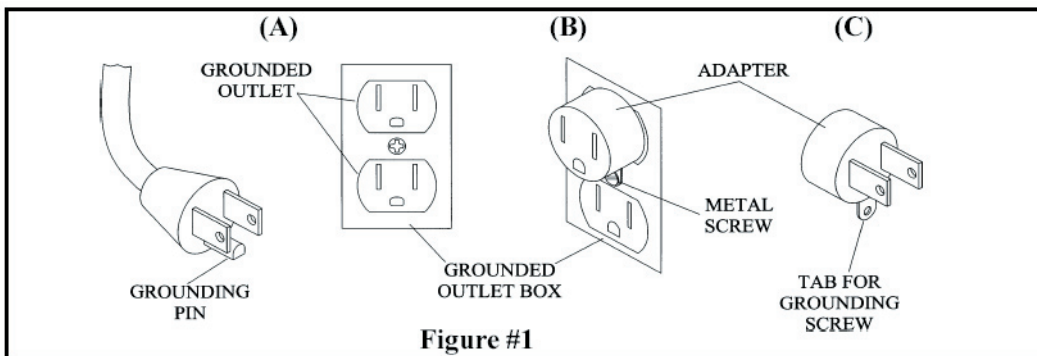 (A)
(B)
(C)
GROUNDED
OUTLET
ADAPTER
METAL
SCREW
GROUNDING
PIN
GROUNDED
OUTLET BOX
TAB FOR
GROUNDING
SCREW
Figure #1